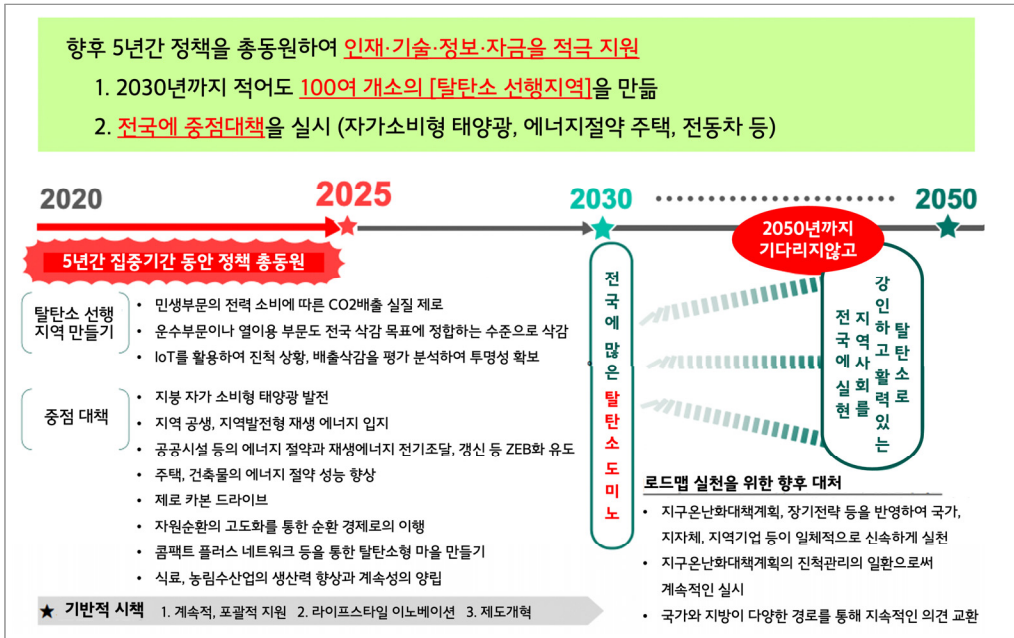 향후 5년간 정책을 총동원하여 인재·기술·정보·자금을 적극 지원
1. 2030년까지 적어도 100여 개소의 [탈탄소 선행지역]을 만듦
2. 전국에 중점대책을 실시 (자가소비형 태양광, 에너지절약 주택, 전동차 등)
2020
2025
2030
2050
5년간 집중기간 동안 정책 총동원
2050년까지
기다리지않고
탈탄소 선행
지역 만들기
• 민생부문의 전력 소비에 따른 CO2배출 실질 제로
• 운수부문이나 열이용 부문도 전국 삭감 목표에 정합하는 수준으로 삭감
• IoT를 활용하여 진척 상황, 배출삭감을 평가 분석하여 투명성 확보
중점 대책
• 지붕 자가 소비형 태양광 발전
• 지역 공생, 지역발전형 재생 에너지 입지
• 공공시설 등의 에너지 절약과 재생에너지 전기조달, 갱신 등 ZEB화 유도
• 주택, 건축물의 에너지 절약 성능 향상
• 제로 카본 드라이브
• 자원순환의 고도화를 통한 순환 경제로의 이행
• 콤팩트 플러스 네트워크 등을 통한 탈탄소형 마을 만들기
• 식료, 농림수산업의 생산력 향상과 계속성의 양립
전국에 많은 탈탄소 도미노
탈탄소로
강인하고 활력있는
지역사회를
전국에 실현
로드맵 실천을 위한 향후 대처
• 지구온난화대책계획, 장기전략 등을 반영하여 국가,
지자체, 지역기업 등이 일체적으로 신속하게 실천
• 지구온난화대책계획의 진척관리의 일환으로써
계속적인 실시
• 국가와 지방이 다양한 경로를 통해 지속적인 의견 교환
기반적 시책 1. 계속적, 포괄적 지원 2. 라이프스타일 이노베이션 3. 제도개혁